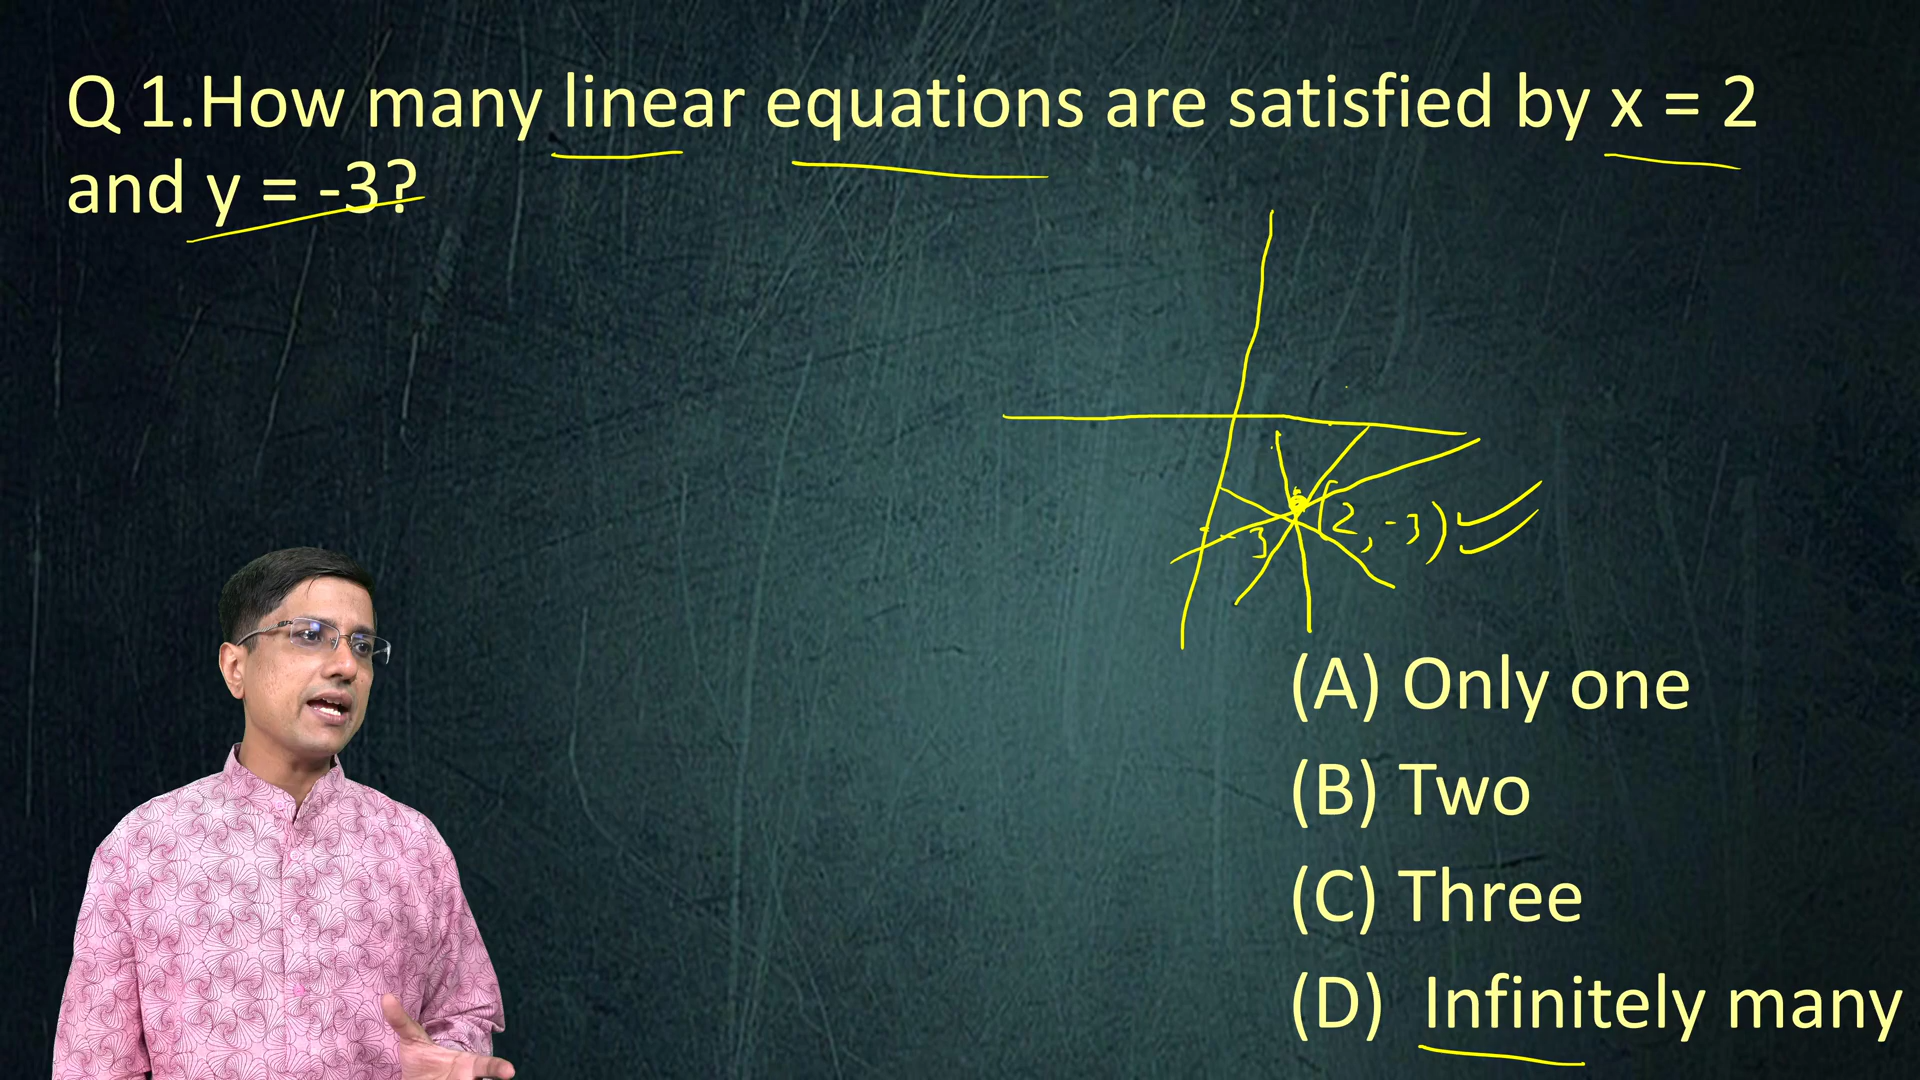 Q 1.How many linear equations are satisfied by x = 2
and y = -3?
-3 (2, -3)
(A) Only one
(B) Two
(C) Three
(D) Infinitely many